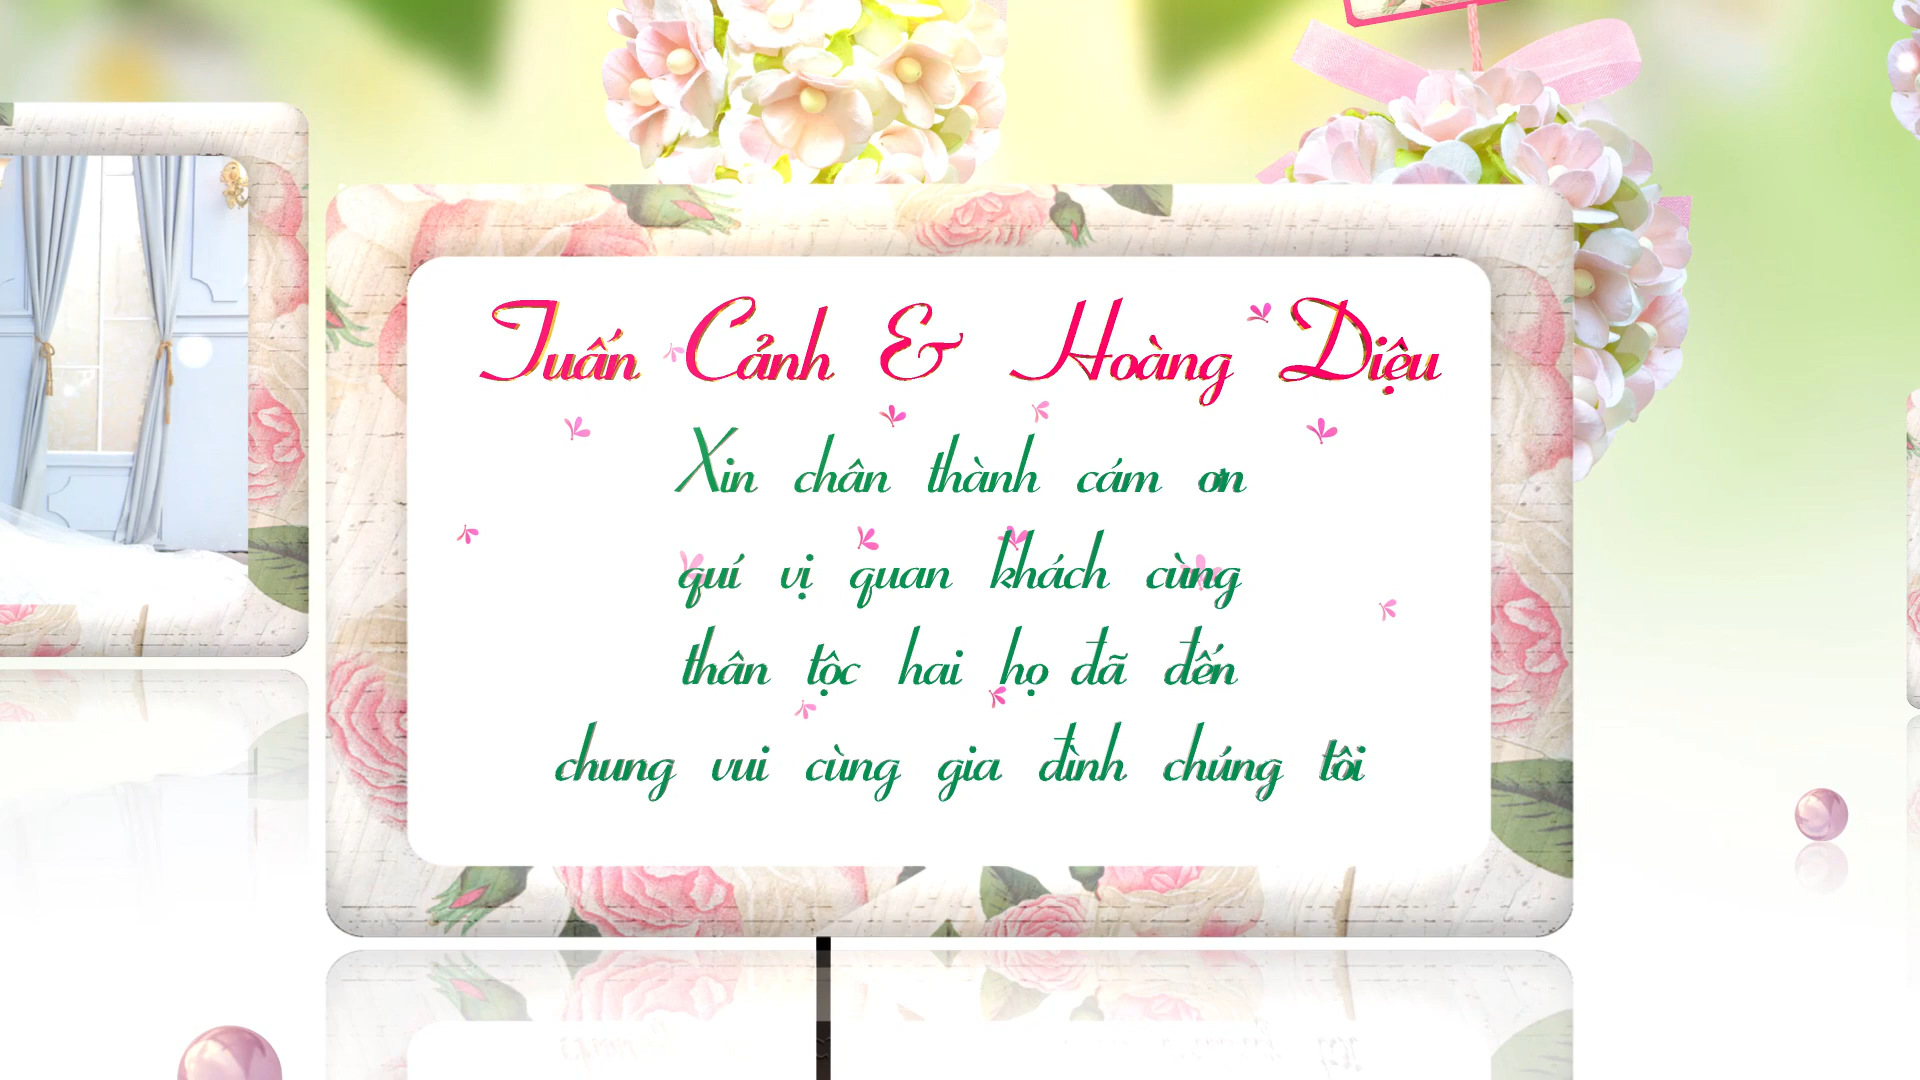 Tuấn Cảnh & Hoàng Diệu
Xin chân thành cám ơn
quí vị quan khách cùng
thân tộc hai họ đã đến
chung vui cùng gia đình chúng tôi